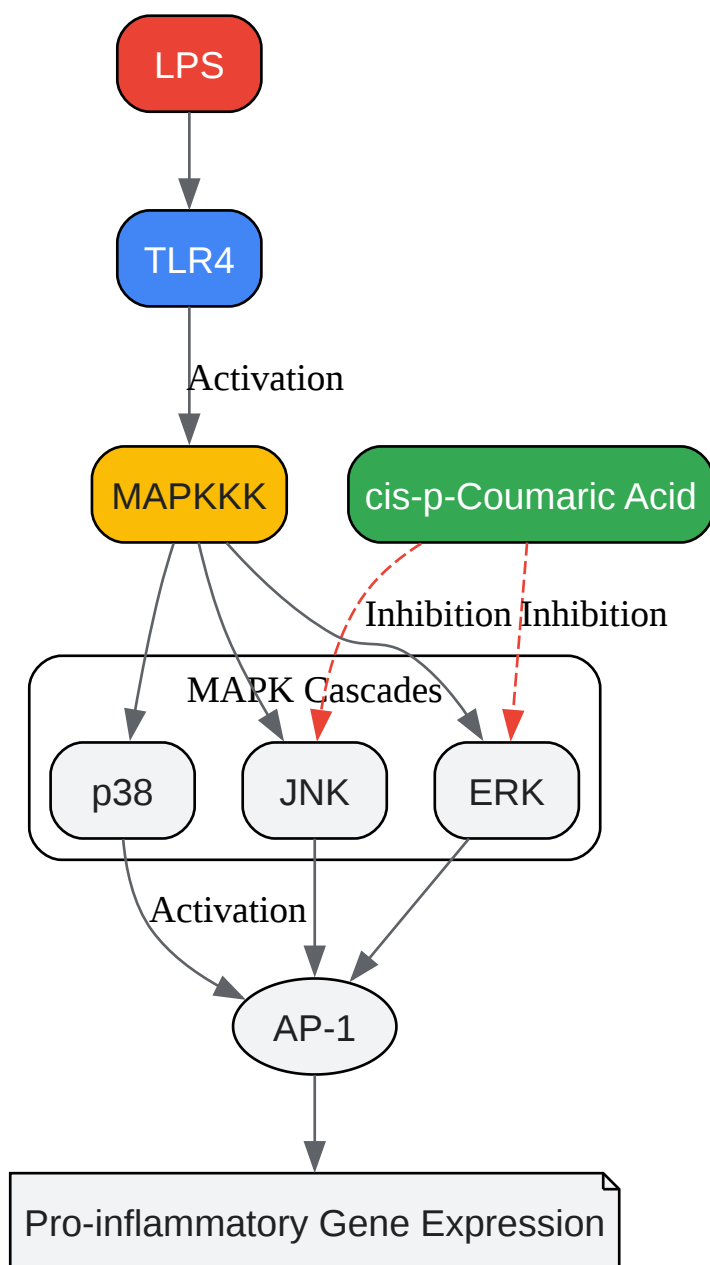 LPS
TLR4
Activation
MAPKKK
cis-p-Coumaric Acid
Inhibition
Inhibition
MAPK Cascades
p38
JNK
ERK
Activation
AP-1
Pro-inflammatory Gene Expression